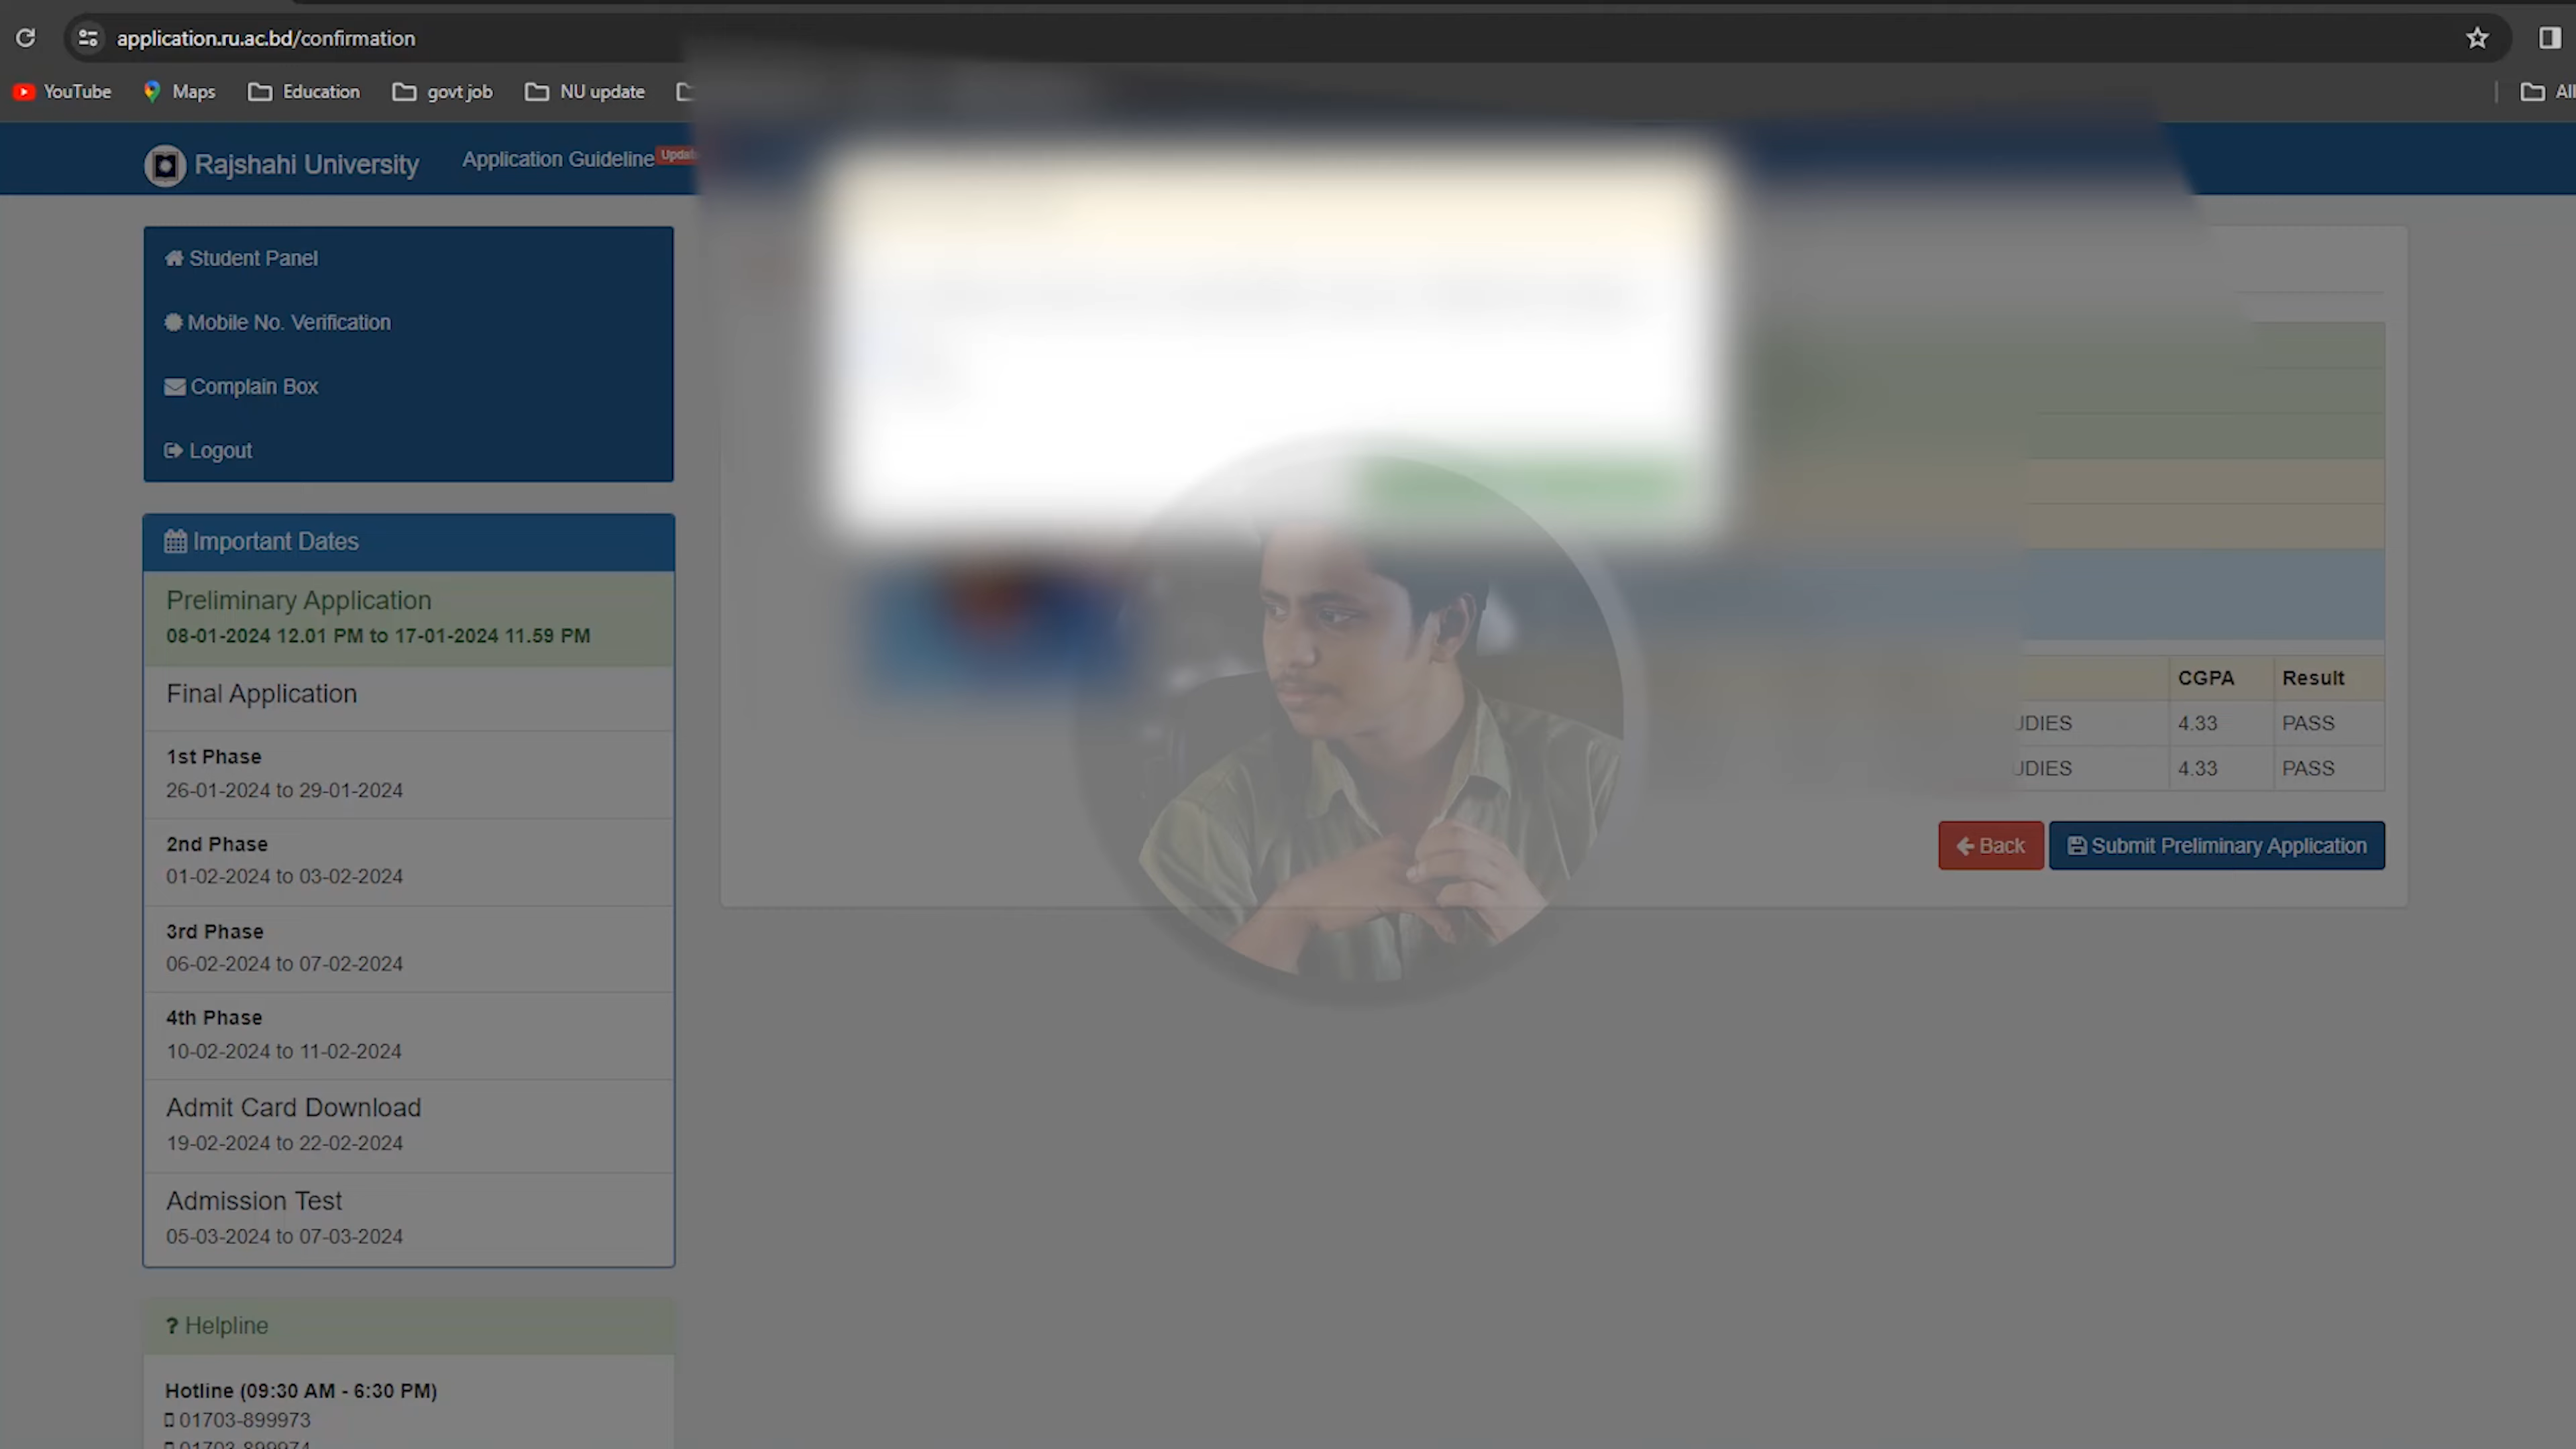 application.ru.ac.bd/confirmation
YouTube
Maps
Education
govt job
NU update
All
Rajshahi University
Application Guideline
Student Panel
Mobile No. Verification
Complain Box
Logout
Important Dates
Preliminary Application
08-01-2024 12.01 PM to 17-01-2024 11.59 PM
Final Application
1st Phase
26-01-2024 to 29-01-2024
2nd Phase
01-02-2024 to 03-02-2024
3rd Phase
06-02-2024 to 07-02-2024
4th Phase
10-02-2024 to 11-02-2024
Admit Card Download
19-02-2024 to 22-02-2024
Admission Test
05-03-2024 to 07-03-2024
? Helpline
Hotline (09:30 AM - 6:30 PM)
01703-899973
01703-899974
CGPA Result
UDIES 4.33 PASS
UDIES 4.33 PASS
Back
Submit Preliminary Application